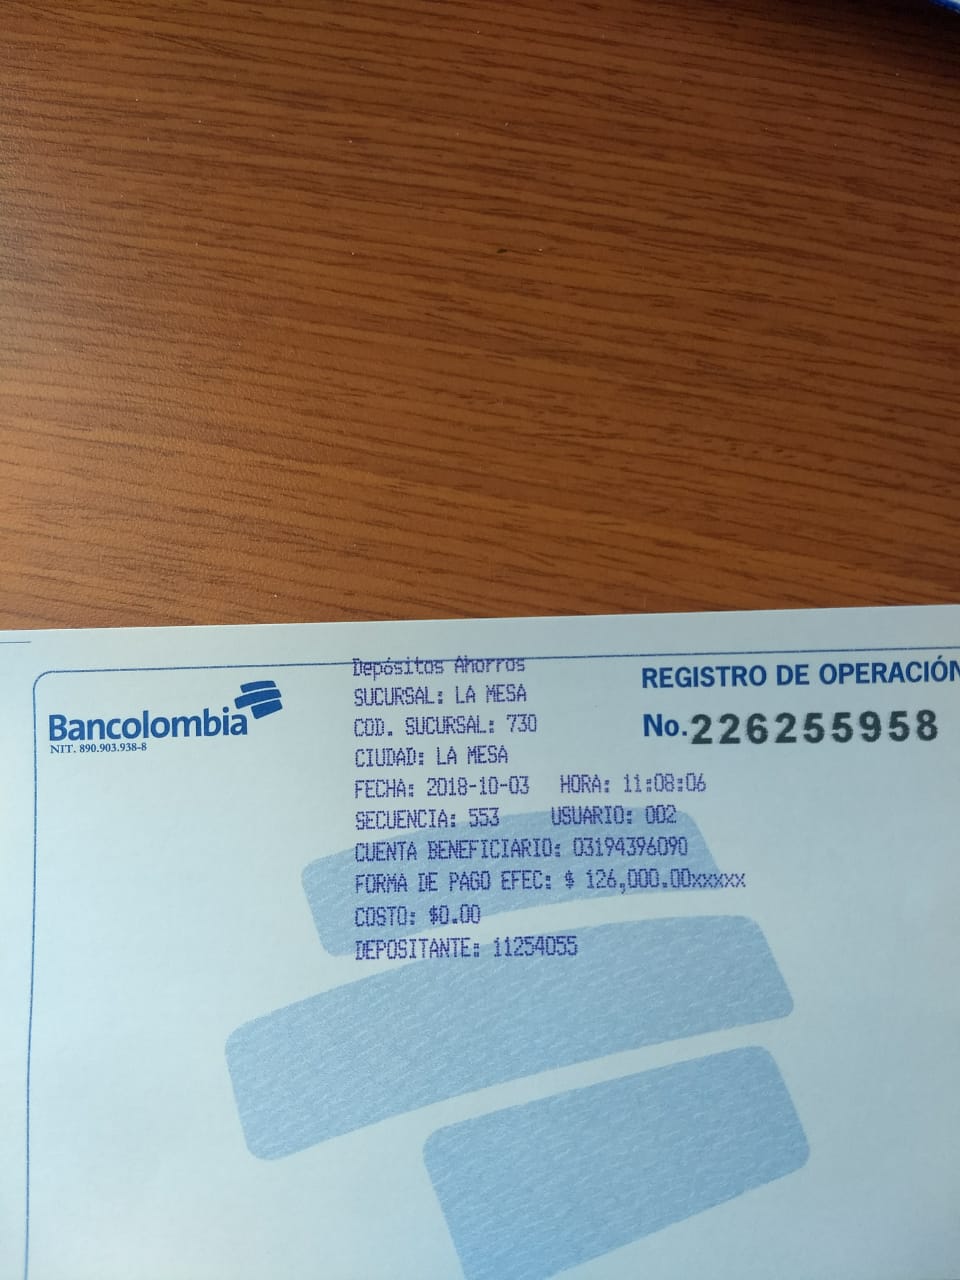 Depósitos Ahorros
SUCURSAL: LA MESA
COD. SUCURSAL: 730
CIUDAD: LA MESA
FECHA: 2018-10-03 HORA: 11:08:06
SECUENCIA: 553 USUARIO: 002
CUENTA BENEFICIARIO: 03194396090
FORMA DE PAGO EFEC: $ 126,000.00xxxxx
COSTO: $0.00
DEPOSITANTE: 11254055
Bancolombia
NIT. 890.903.938-8
REGISTRO DE OPERACIÓN
No.226255958